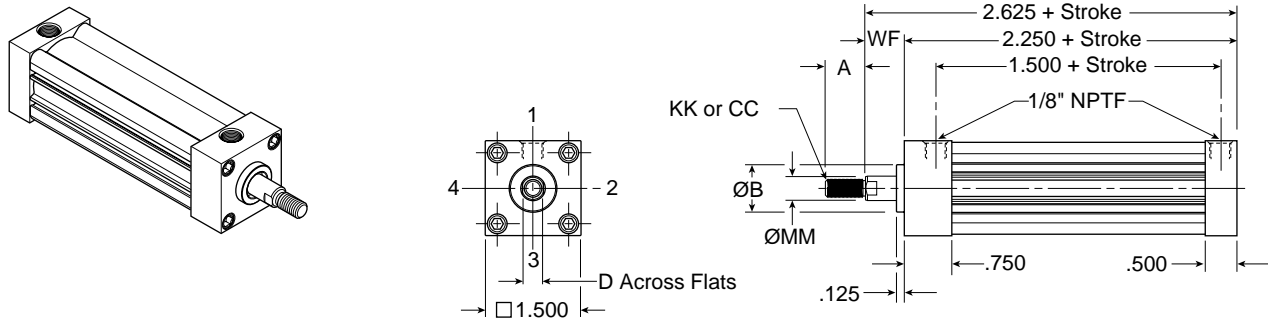 2.625 + Stroke
WF
2.250 + Stroke
A
1.500 + Stroke
KK or CC
1/8" NPTF
1
4
2
3
ØB
ØMM
D Across Flats
□1.500
.750
.500
.125